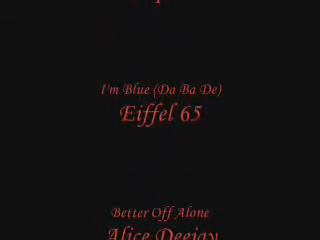 I'm Blue (Da Ba De)
Eiffel 65
Better Off Alone
Alice Deejay